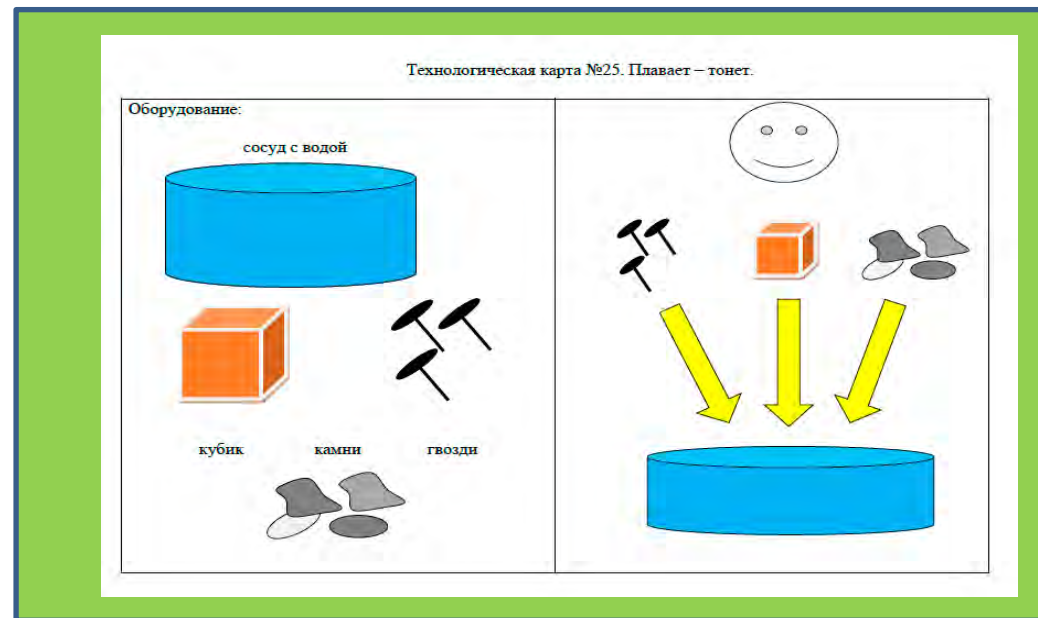 Технологическая карта №25. Плавает – тонет.
Оборудование:
сосуд с водой
кубик камни гвозди